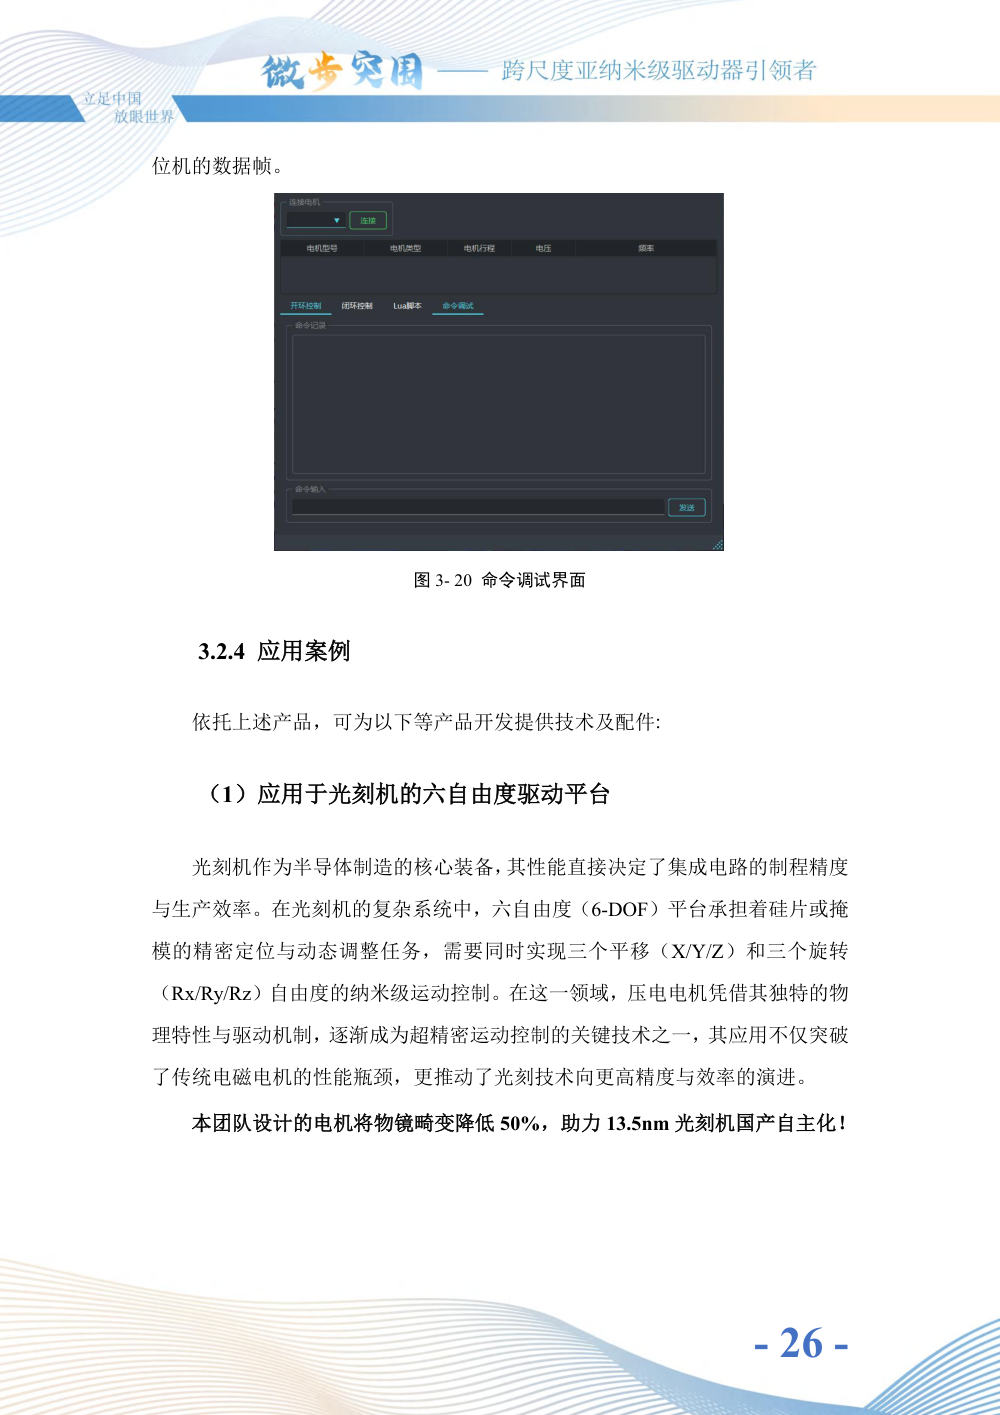 微步突围 —— 跨尺度亚纳米级驱动器引领者
立足中国
放眼世界
位机的数据帧。
连接电机
连接
电机型号 电机类型 电机行程 电压 频率
开环控制 闭环控制 Lua脚本 命令调试
命令记录
命令输入
发送
图 3- 20 命令调试界面
3.2.4 应用案例
依托上述产品，可为以下等产品开发提供技术及配件:
（1）应用于光刻机的六自由度驱动平台
光刻机作为半导体制造的核心装备，其性能直接决定了集成电路的制程精度
与生产效率。在光刻机的复杂系统中，六自由度（6-DOF）平台承担着硅片或掩
模的精密定位与动态调整任务，需要同时实现三个平移（X/Y/Z）和三个旋转
（Rx/Ry/Rz）自由度的纳米级运动控制。在这一领域，压电电机凭借其独特的物
理特性与驱动机制，逐渐成为超精密运动控制的关键技术之一，其应用不仅突破
了传统电磁电机的性能瓶颈，更推动了光刻技术向更高精度与效率的演进。
本团队设计的电机将物镜畸变降低 50%，助力 13.5nm 光刻机国产自主化！
- 26 -